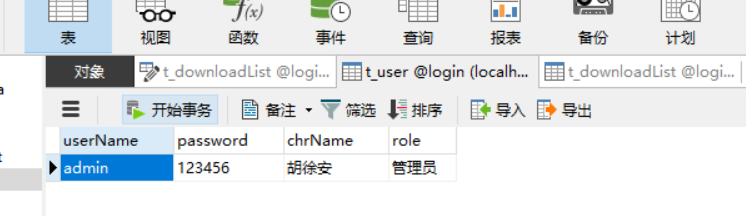 表 视图 函数 事件 查询 报表 备份 计划
对象 t_downloadList @logi... t_user @login (localh... t_downloadList @login...
开始事务 备注 筛选 排序 导入 导出
userName password chrName role
admin 123456 胡徐安 管理员